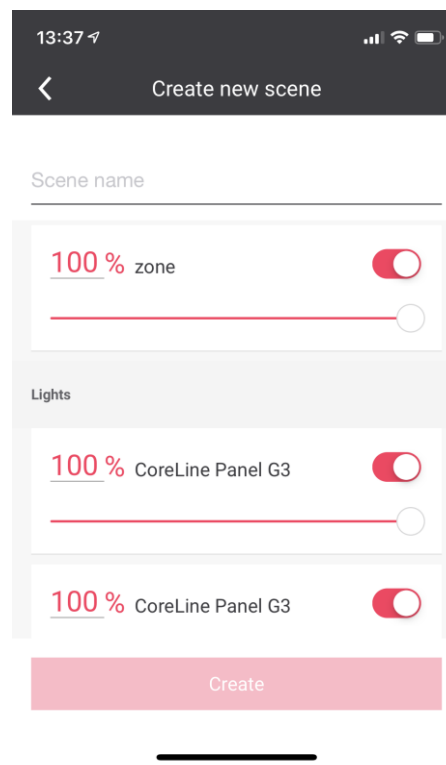 13:37
Create new scene
Scene name
100 % zone
Lights
100 % CoreLine Panel G3
100 % CoreLine Panel G3
Create